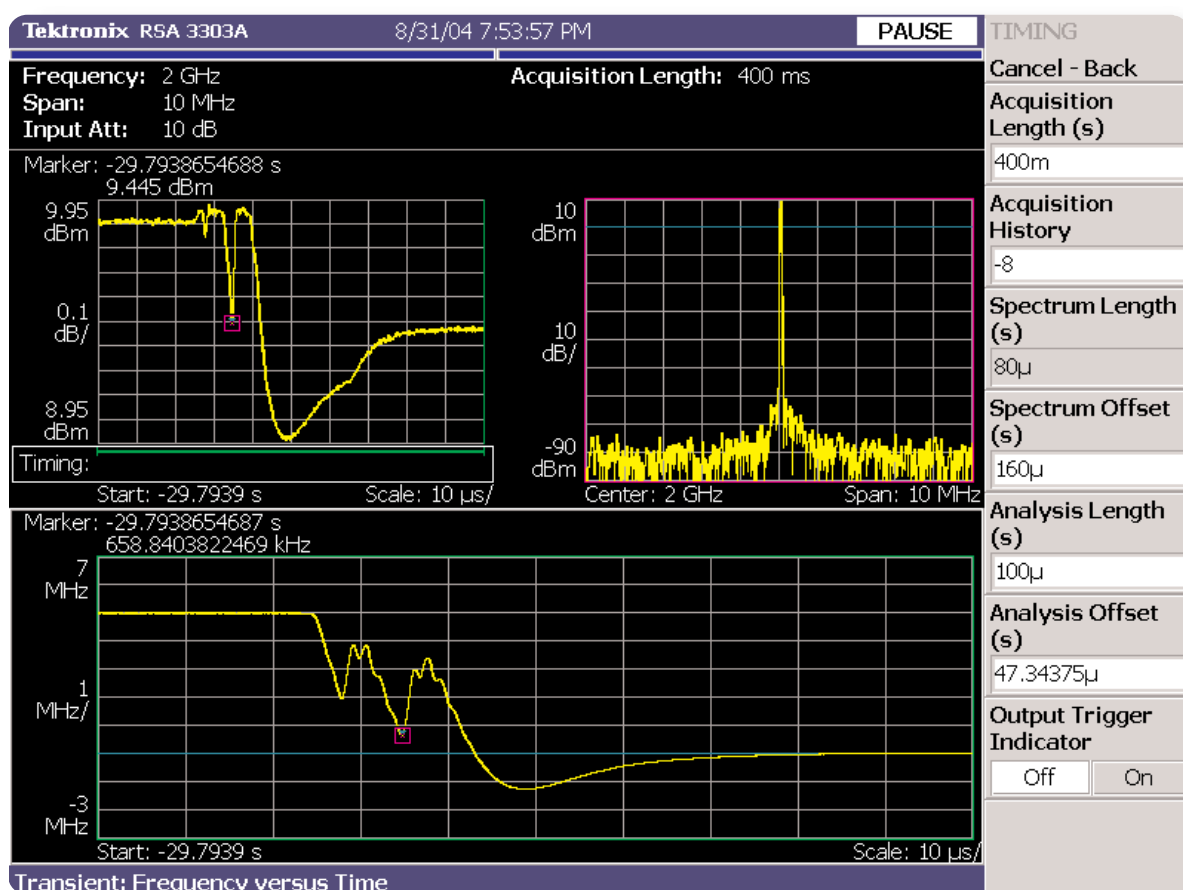 Tektronix RSA 3303A 8/31/04 7:53:57 PM PAUSE
Frequency: 2 GHz Acquisition Length: 400 ms
Span: 10 MHz
Input Att: 10 dB
Marker: -29.7938654688 s
9.445 dBm
9.95
dBm
0.1
dB/
8.95
dBm
Timing:
Start: -29.7939 s Scale: 10 µs/
10
dBm
10
dB/
-90
dBm
Center: 2 GHz Span: 10 MHz
Marker: -29.7938654687 s
658.8403822469 kHz
7
MHz
1
MHz/
-3
MHz
Start: -29.7939 s Scale: 10 µs/
Transient: Frequency versus Time
TIMING
Cancel - Back
Acquisition
Length (s)
400m
Acquisition
History
-8
Spectrum Length
(s)
80µ
Spectrum Offset
(s)
160µ
Analysis Length
(s)
100µ
Analysis Offset
(s)
47.34375µ
Output Trigger
Indicator
Off On